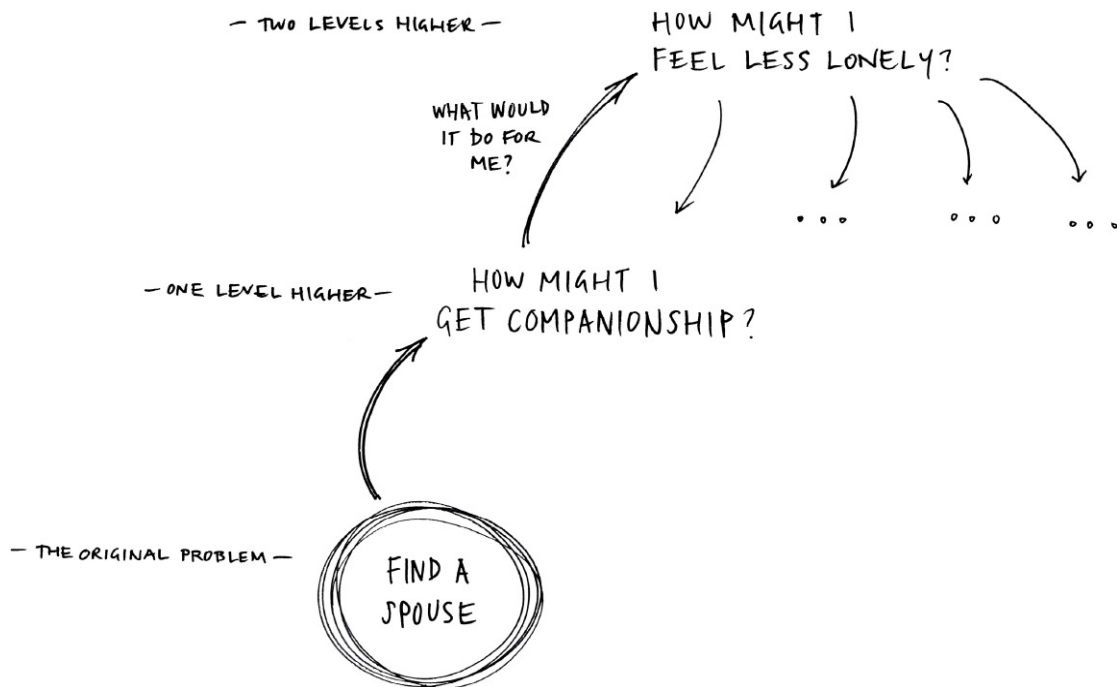 — TWO LEVELS HIGHER —
HOW MIGHT I
FEEL LESS LONELY?
WHAT WOULD
IT DO FOR
ME?
— ONE LEVEL HIGHER —
HOW MIGHT I
GET COMPANIONSHIP?
— THE ORIGINAL PROBLEM —
FIND A
SPOUSE